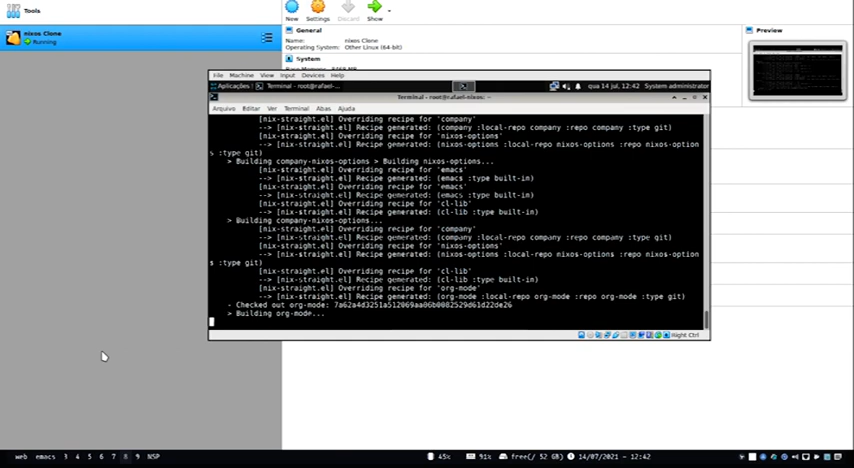 Tools
New
Settings
Discard
Show
nixos Clone
Running
General
Name: nixos Clone
Operating System: Other Linux (64-bit)
System
Preview
File Machine View Input Devices Help
Aplicações Terminal - root@rafael-...
qua 14 jul, 12:42 System administrator
Terminal - root@rafael-nixos: ~
Arquivo Editar Ver Terminal Abas Ajuda
[nix-straight.el] Overriding recipe for 'company'
--> [nix-straight.el] Recipe generated: (company :local-repo company :repo company :type git)
[nix-straight.el] Overriding recipe for 'nixos-options'
--> [nix-straight.el] Recipe generated: (nixos-options :local-repo nixos-options :repo nixos-option
s :type git)
> Building company-nixos-options > Building nixos-options...
[nix-straight.el] Overriding recipe for 'emacs'
--> [nix-straight.el] Recipe generated: (emacs :type built-in)
[nix-straight.el] Overriding recipe for 'emacs'
--> [nix-straight.el] Recipe generated: (emacs :type built-in)
[nix-straight.el] Overriding recipe for 'cl-lib'
--> [nix-straight.el] Recipe generated: (cl-lib :type built-in)
> Building company-nixos-options...
[nix-straight.el] Overriding recipe for 'company'
--> [nix-straight.el] Recipe generated: (company :local-repo company :repo company :type git)
[nix-straight.el] Overriding recipe for 'nixos-options'
--> [nix-straight.el] Recipe generated: (nixos-options :local-repo nixos-options :repo nixos-option
s :type git)
[nix-straight.el] Overriding recipe for 'cl-lib'
--> [nix-straight.el] Recipe generated: (cl-lib :type built-in)
[nix-straight.el] Overriding recipe for 'org-mode'
--> [nix-straight.el] Recipe generated: (org-mode :local-repo org-mode :repo org-mode :type git)
- Checked out org-mode: 7a62a4d3251a512069aa06b0082529d61d22de26
> Building org-mode...
Right Ctrl
web emacs 3 4 5 6 7 8 9 NSP
45% 91% free(/ 52 GB) 14/07/2021 - 12:42